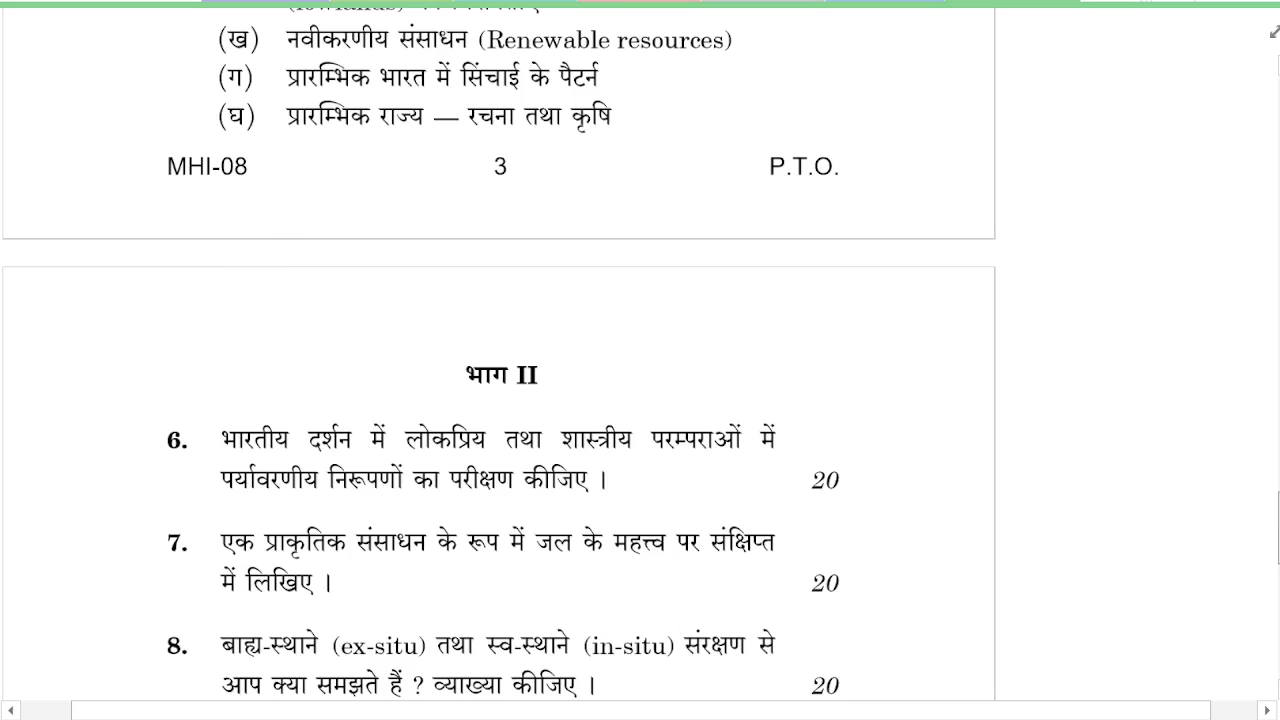 (ख) नवीकरणीय संसाधन (Renewable resources)
(ग) प्रारम्भिक भारत में सिंचाई के पैटर्न
(घ) प्रारम्भिक राज्य — रचना तथा कृषि
MHI-08 3 P.T.O.
भाग II
6. भारतीय दर्शन में लोकप्रिय तथा शास्त्रीय परम्पराओं में
पर्यावरणीय निरूपणों का परीक्षण कीजिए । 20
7. एक प्राकृतिक संसाधन के रूप में जल के महत्त्व पर संक्षिप्त
में लिखिए । 20
8. बाह्य-स्थाने (ex-situ) तथा स्व-स्थाने (in-situ) संरक्षण से
आप क्या समझते हैं ? व्याख्या कीजिए । 20